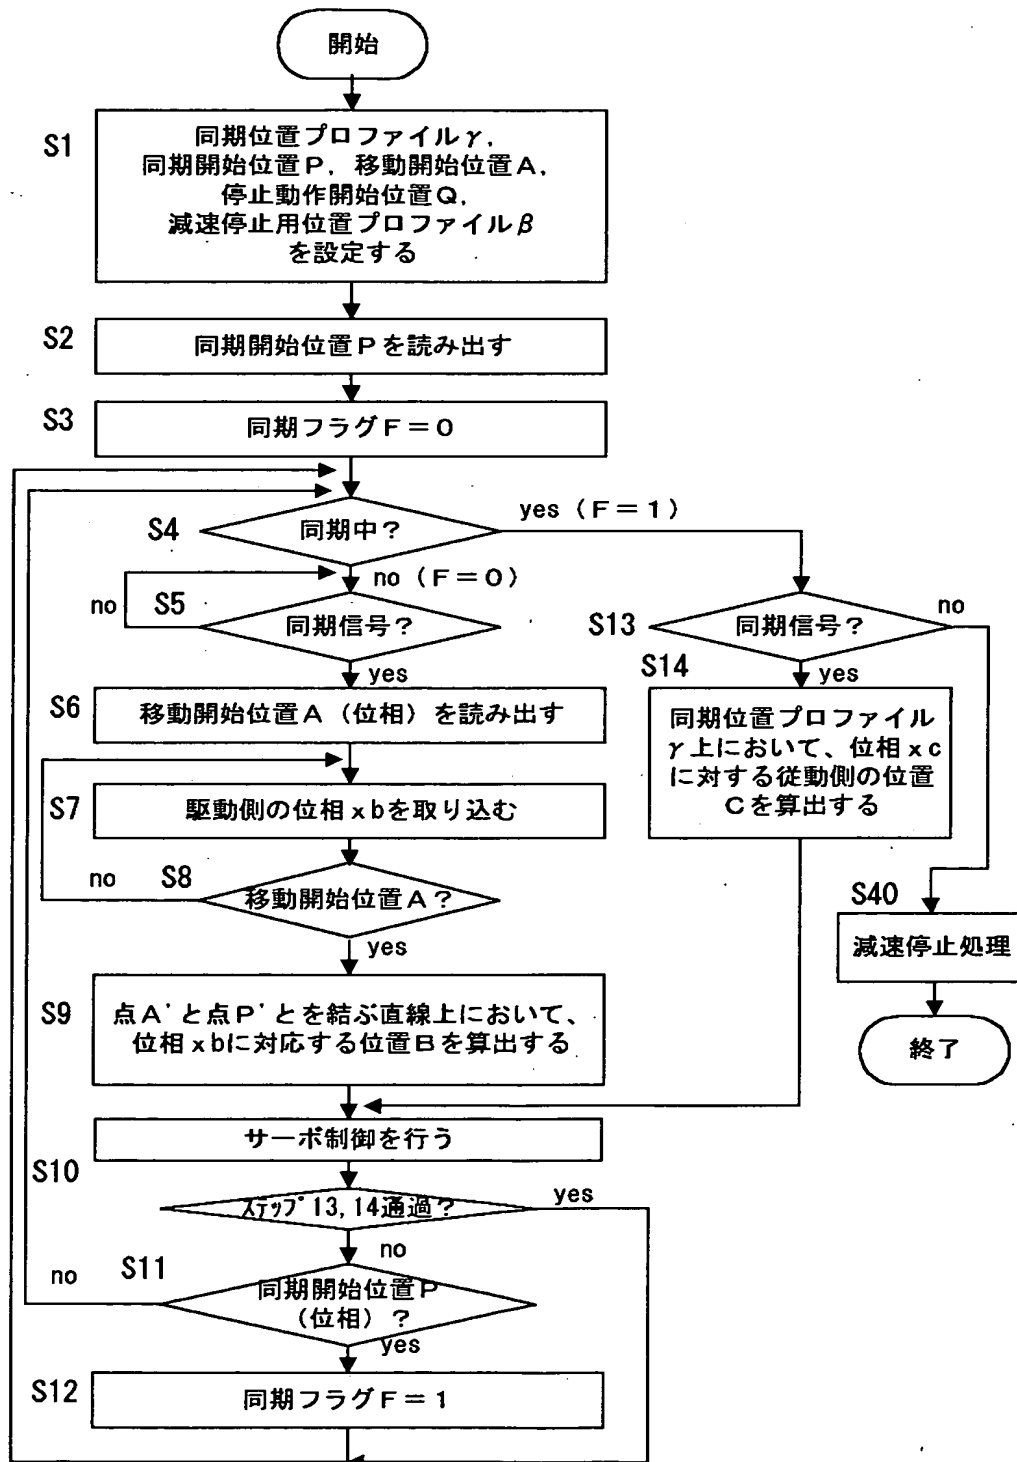 開始
S1
同期位置プロファイルγ,
同期開始位置P, 移動開始位置A,
停止動作開始位置Q,
減速停止用位置プロファイルβ
を設定する
S2
同期開始位置Pを読み出す
S3
同期フラグF=0
S4
同期中?
yes (F=1)
no (F=0)
S5
no
同期信号?
yes
S13
同期信号?
no
yes
S14
同期位置プロファイル
γ上において、位相xc
に対する従動側の位置
Cを算出する
S6
移動開始位置A (位相) を読み出す
S7
駆動側の位相xbを取り込む
no
S8
移動開始位置A?
yes
S40
減速停止処理
終了
S9
点A'と点P'とを結ぶ直線上において、
位相xbに対応する位置Bを算出する
サーボ制御を行う
S10
ステップ13,14通過?
yes
no
S11
no
同期開始位置P
(位相) ?
yes
S12
同期フラグF=1